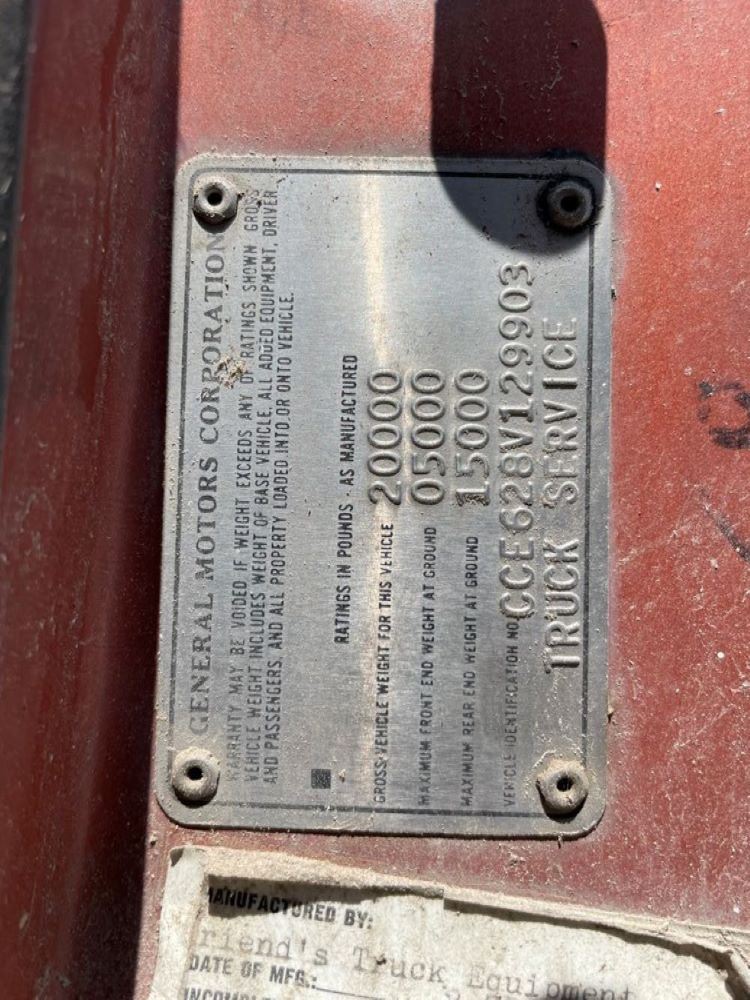 GENERAL MOTORS CORPORATION
WARRANTY MAY BE VOIDED IF WEIGHT EXCEEDS ANY OF RATINGS SHOWN GROSS
VEHICLE WEIGHT INCLUDES WEIGHT OF BASE VEHICLE, ALL ADDED EQUIPMENT, DRIVER
AND PASSENGERS, AND ALL PROPERTY LOADED INTO OR ONTO VEHICLE.
RATINGS IN POUNDS - AS MANUFACTURED
GROSS VEHICLE WEIGHT FOR THIS VEHICLE 20000
MAXIMUM FRONT END WEIGHT AT GROUND 05000
MAXIMUM REAR END WEIGHT AT GROUND 15000
VEHICLE IDENTIFICATION NO. CCE628V129903
TRUCK SERVICE
MANUFACTURED BY:
riend's Truck Equipment
DATE OF MFG.: